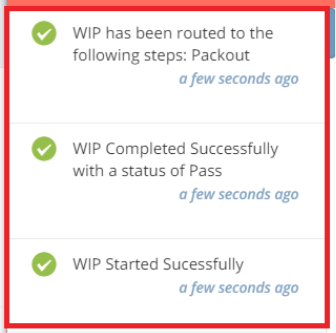 WIP has been routed to the
following steps: Packout
a few seconds ago
WIP Completed Successfully
with a status of Pass
a few seconds ago
WIP Started Sucessfully
a few seconds ago